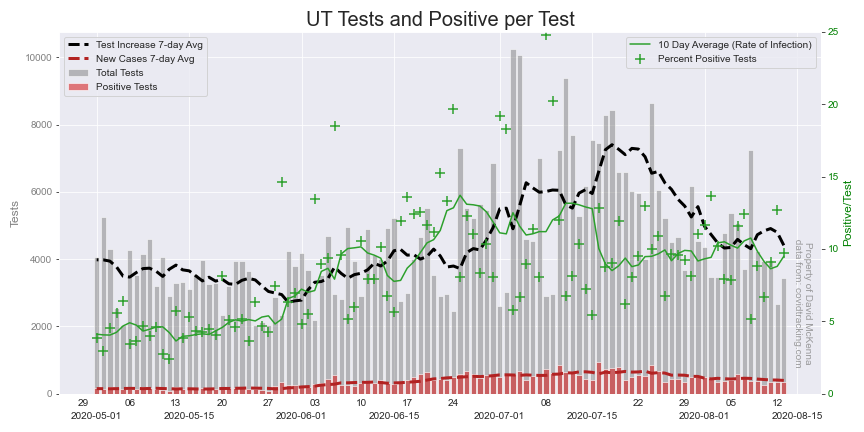 UT Tests and Positive per Test
Test Increase 7-day Avg
New Cases 7-day Avg
Total Tests
Positive Tests
10 Day Average (Rate of Infection)
Percent Positive Tests
Tests
10000
8000
6000
4000
2000
0
25
20
15
10
5
0
Positive/Test
Property of David McKenna
data from: covidtracking.com
29 06 13 20 27 03 10 17 24 08 22 29 05 12
2020-05-01 2020-05-15 2020-06-01 2020-06-15 2020-07-01 2020-07-15 2020-08-01 2020-08-15